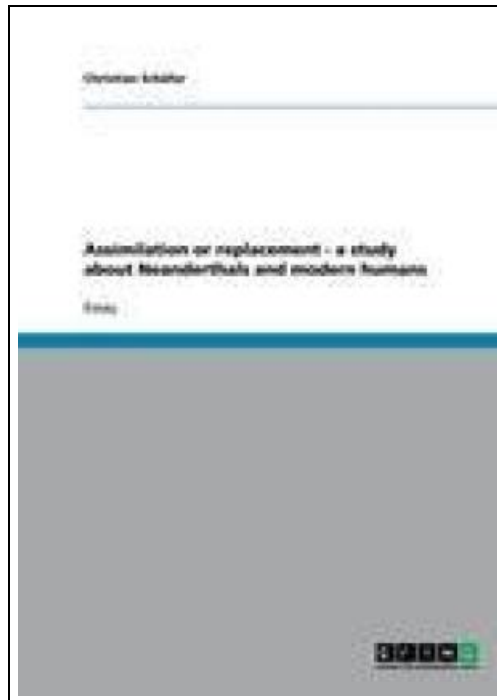 Christian Schäfer
Assimilation or replacement - a study
about Neanderthals and modern humans
Essay